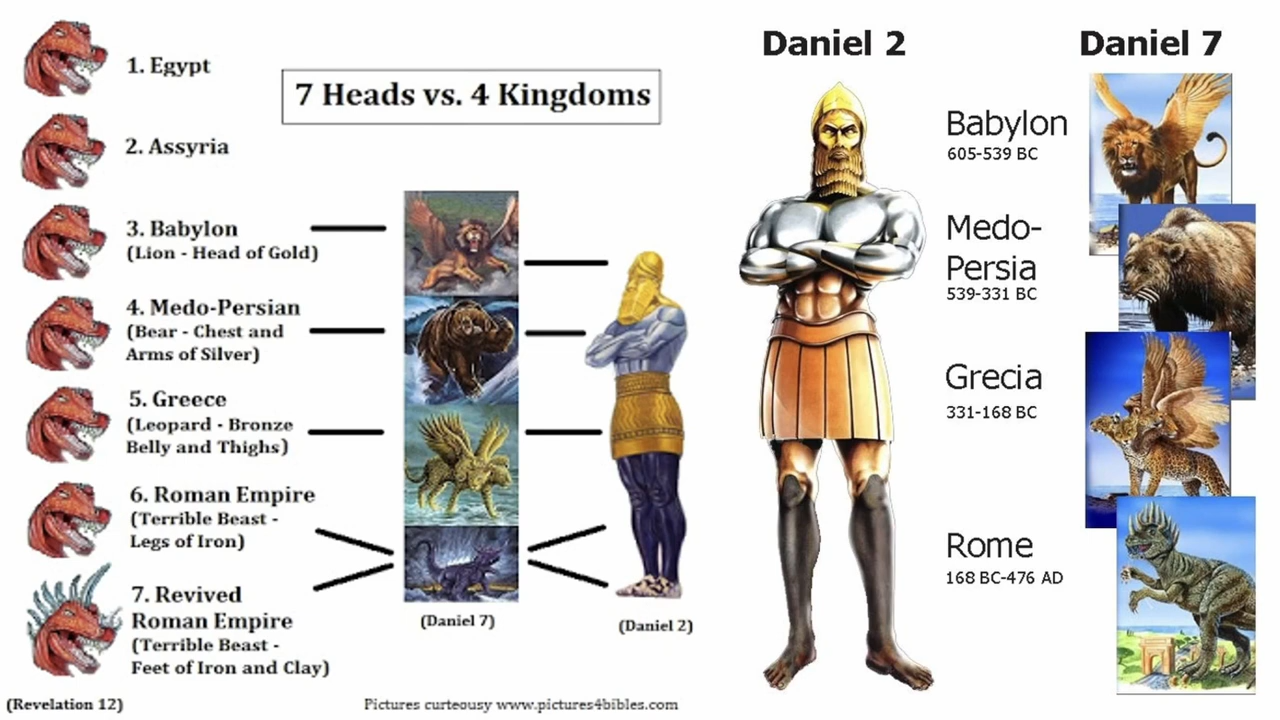 7 Heads vs. 4 Kingdoms
1. Egypt
2. Assyria
3. Babylon
(Lion - Head of Gold)
4. Medo-Persian
(Bear - Chest and
Arms of Silver)
5. Greece
(Leopard - Bronze
Belly and Thighs)
6. Roman Empire
(Terrible Beast -
Legs of Iron)
7. Revived
Roman Empire
(Terrible Beast -
Feet of Iron and Clay)
(Revelation 12)
(Daniel 7)
(Daniel 2)
Pictures curteousy www.pictures4bibles.com
Daniel 2
Daniel 7
Babylon
605-539 BC
Medo-
Persia
539-331 BC
Grecia
331-168 BC
Rome
168 BC-476 AD